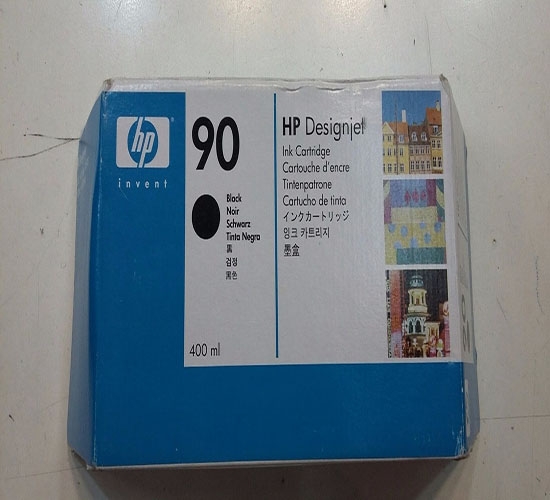 hp
invent
90
Black
Noir
Schwarz
Tinta Negra
黒
검정
黑色
400 ml
HP Designjet
Ink Cartridge
Cartouche d'encre
Tintenpatrone
Cartucho de tinta
インクカートリッジ
잉크 카트리지
墨盒